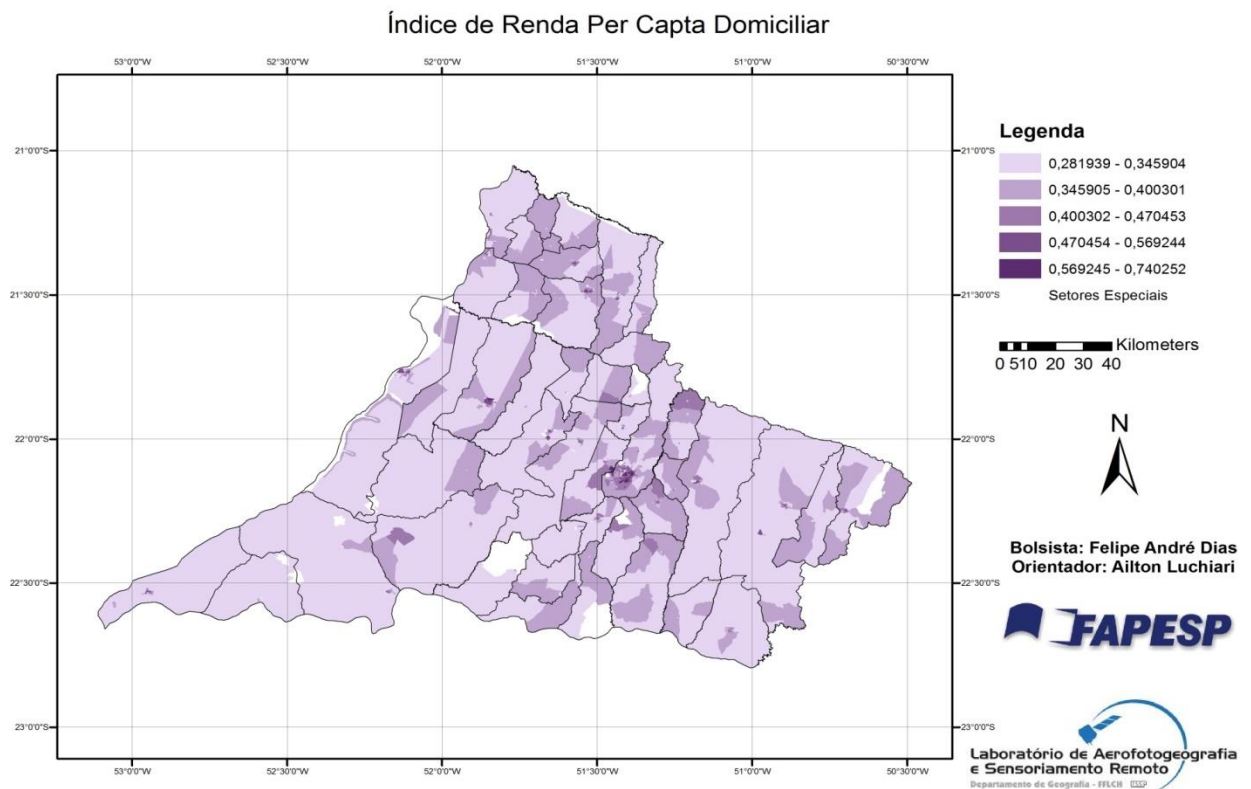 Índice de Renda Per Capta Domiciliar
53°0'0"W 52°30'0"W 52°0'0"W 51°30'0"W 51°0'0"W 50°30'0"W
21°0'0"S 21°0'0"S
21°30'0"S 21°30'0"S
22°0'0"S 22°0'0"S
22°30'0"S 22°30'0"S
23°0'0"S 23°0'0"S
53°0'0"W 52°30'0"W 52°0'0"W 51°30'0"W 51°0'0"W 50°30'0"W
Legenda
0,281939 - 0,345904
0,345905 - 0,400301
0,400302 - 0,470453
0,470454 - 0,569244
0,569245 - 0,740252
Setores Especiais
Kilometers
0 510 20 30 40
N
Bolsista: Felipe André Dias
Orientador: Ailton Luchiari
FAPESP
Laboratório de Aerofotogeografia
e Sensoriamento Remoto
Departamento de Geografia - FFLCH USP